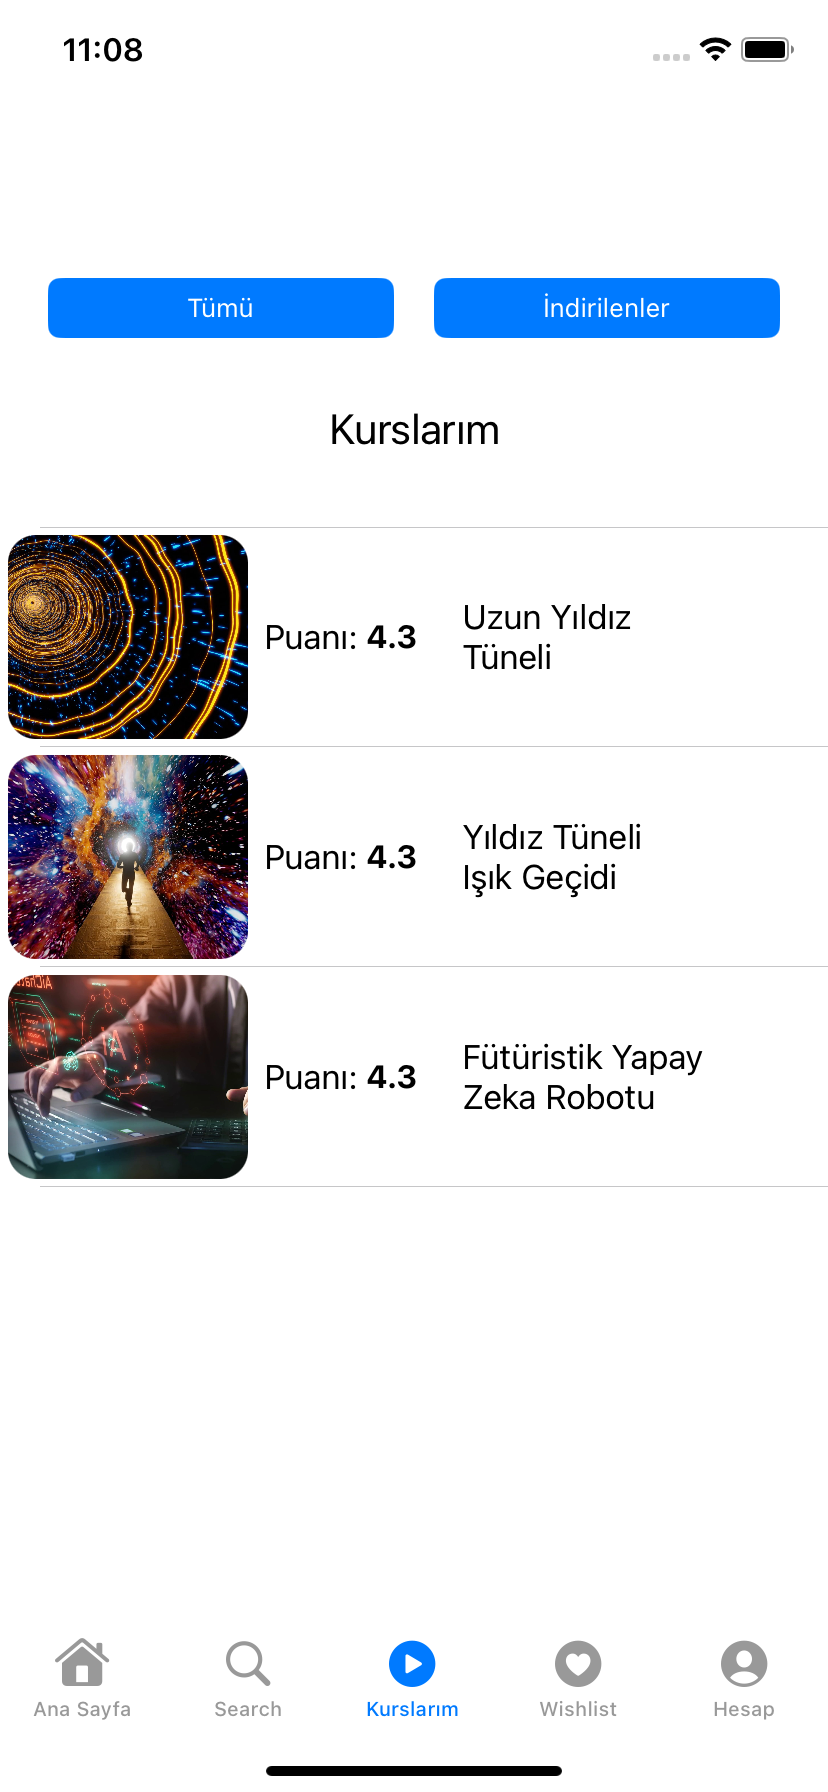 11:08
Tümü
İndirilenler
Kurslarım
Puanı: 4.3
Uzun Yıldız
Tüneli
Puanı: 4.3
Yıldız Tüneli
Işık Geçidi
Puanı: 4.3
Fütüristik Yapay
Zeka Robotu
Ana Sayfa
Search
Kurslarım
Wishlist
Hesap